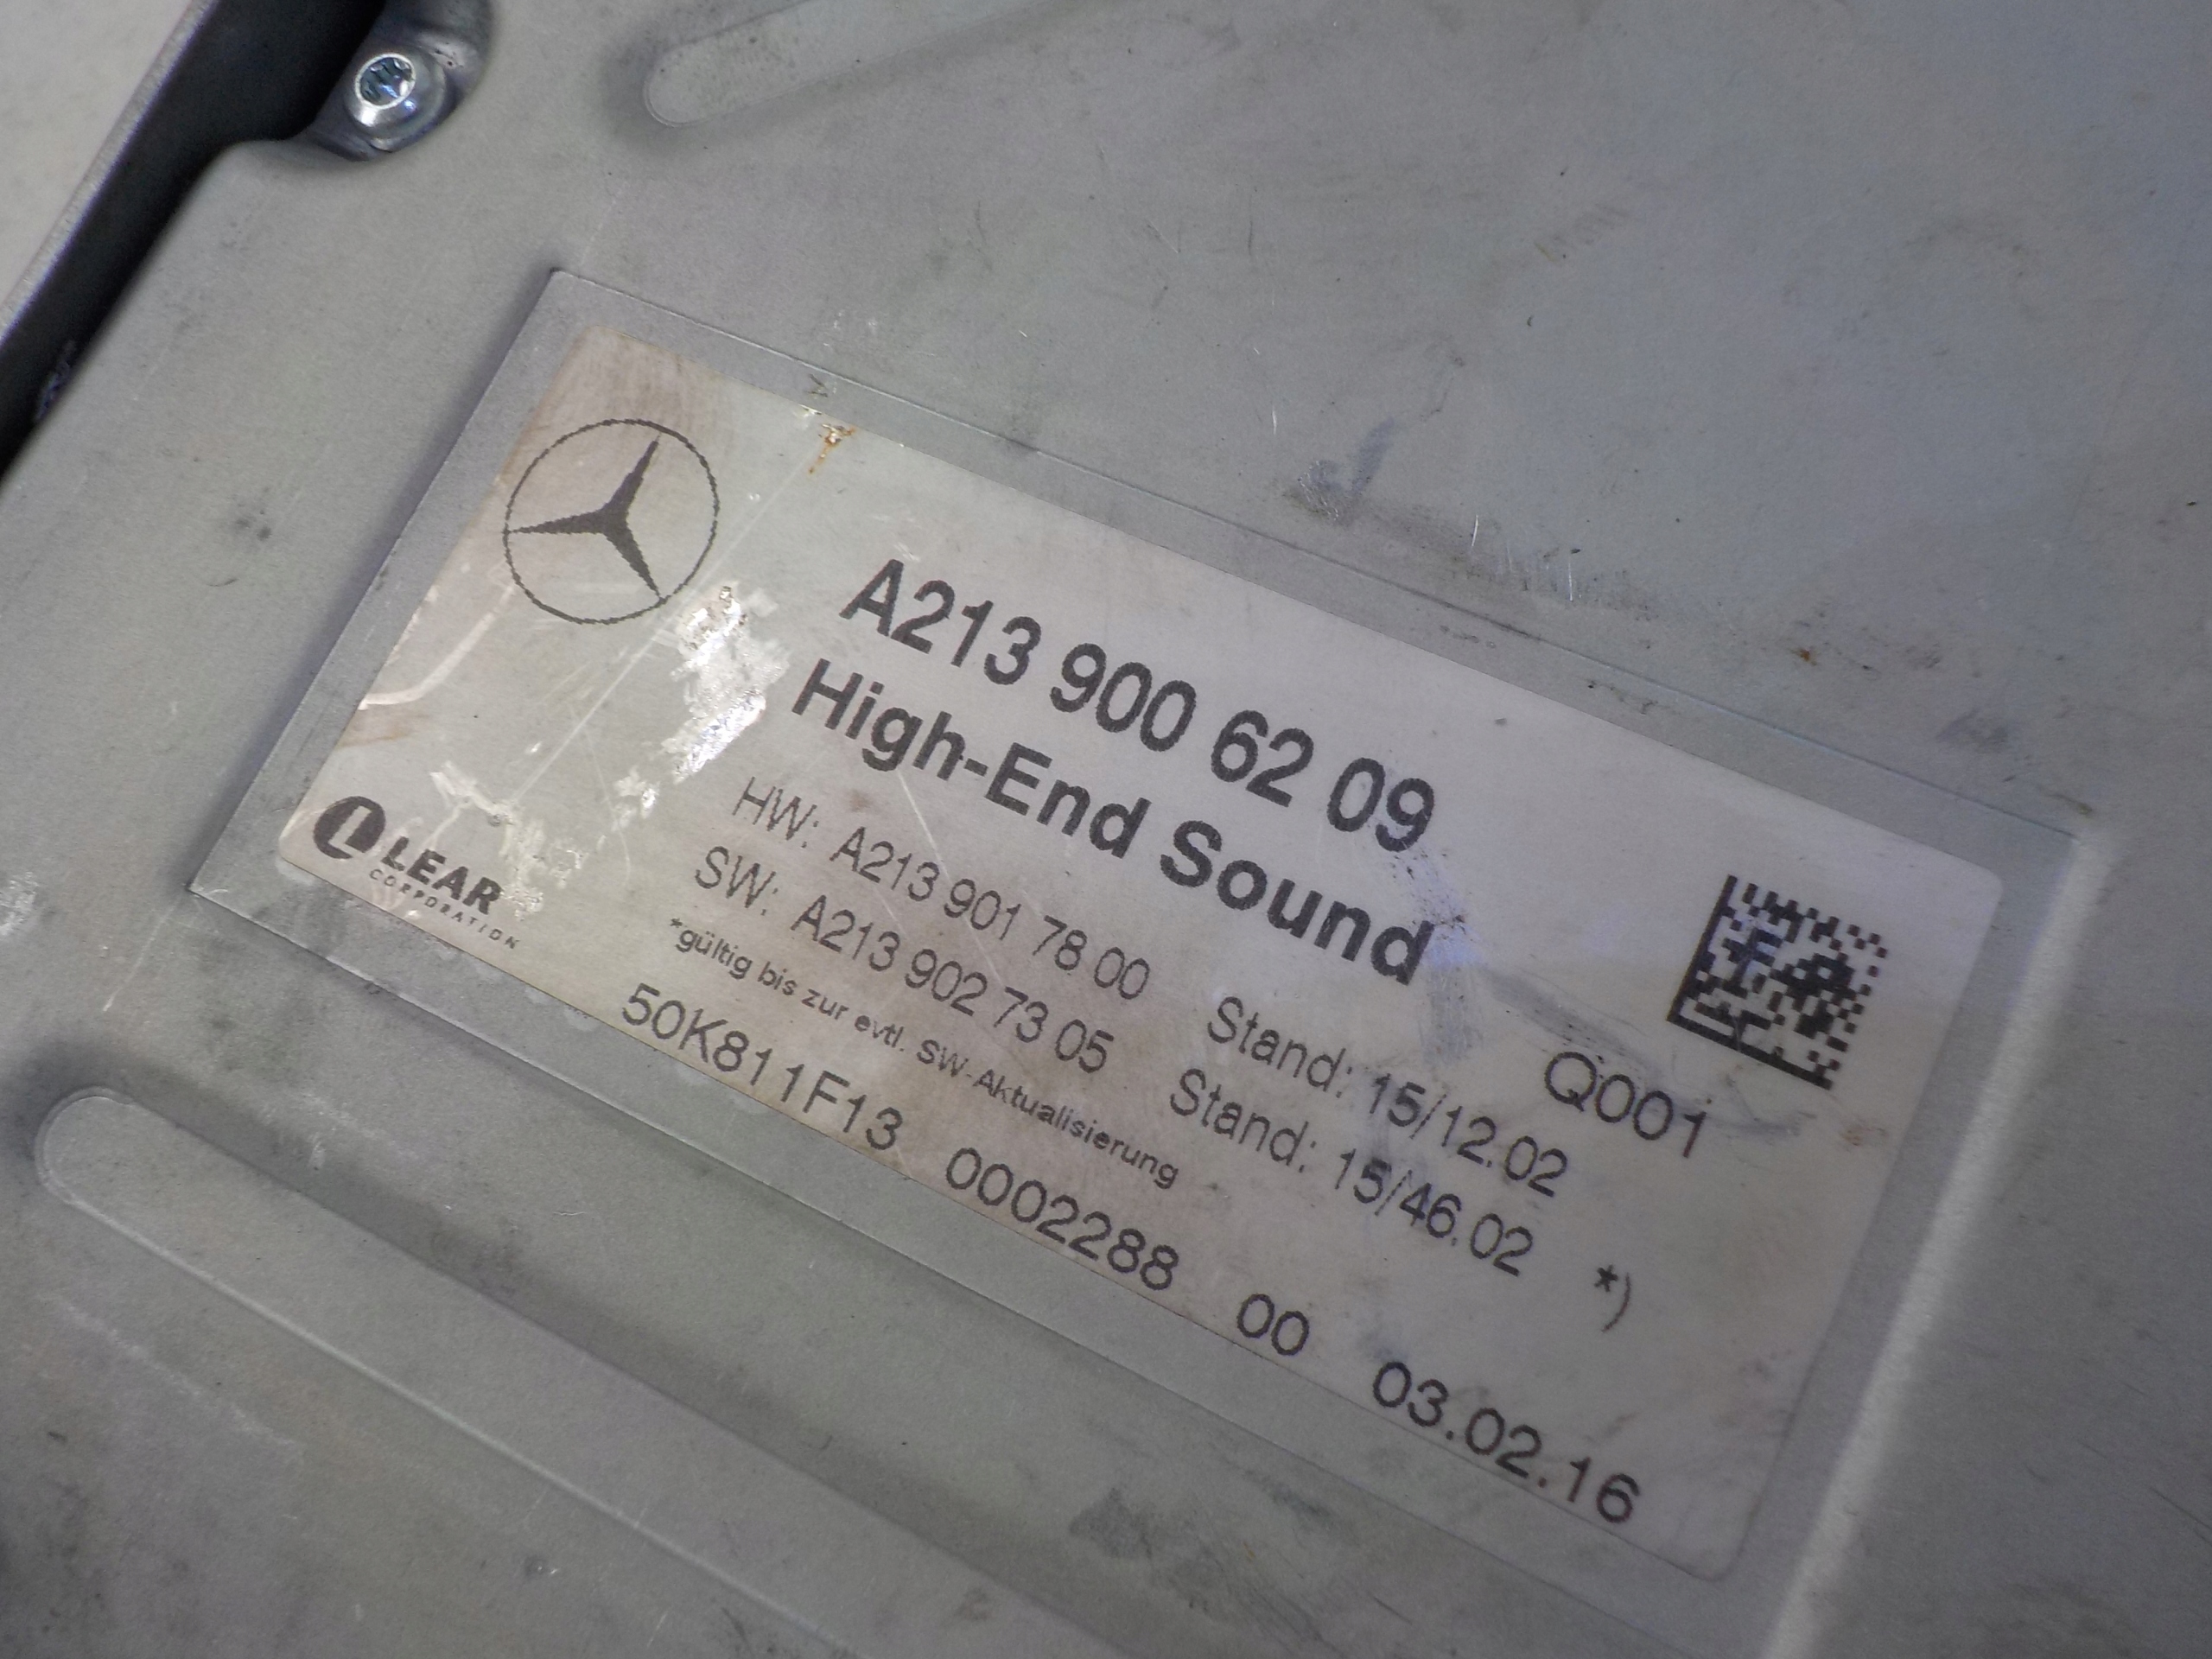 A213 900 62 09
High-End Sound
HW: A213 901 78 00 Stand: 15/12.02 Q001
SW: A213 902 73 05 Stand: 15/46.02 *)
*gültig bis zur evtl. SW-Aktualisierung
50K811F13 0002288 00 03.02.16
LEAR
CORPORATION